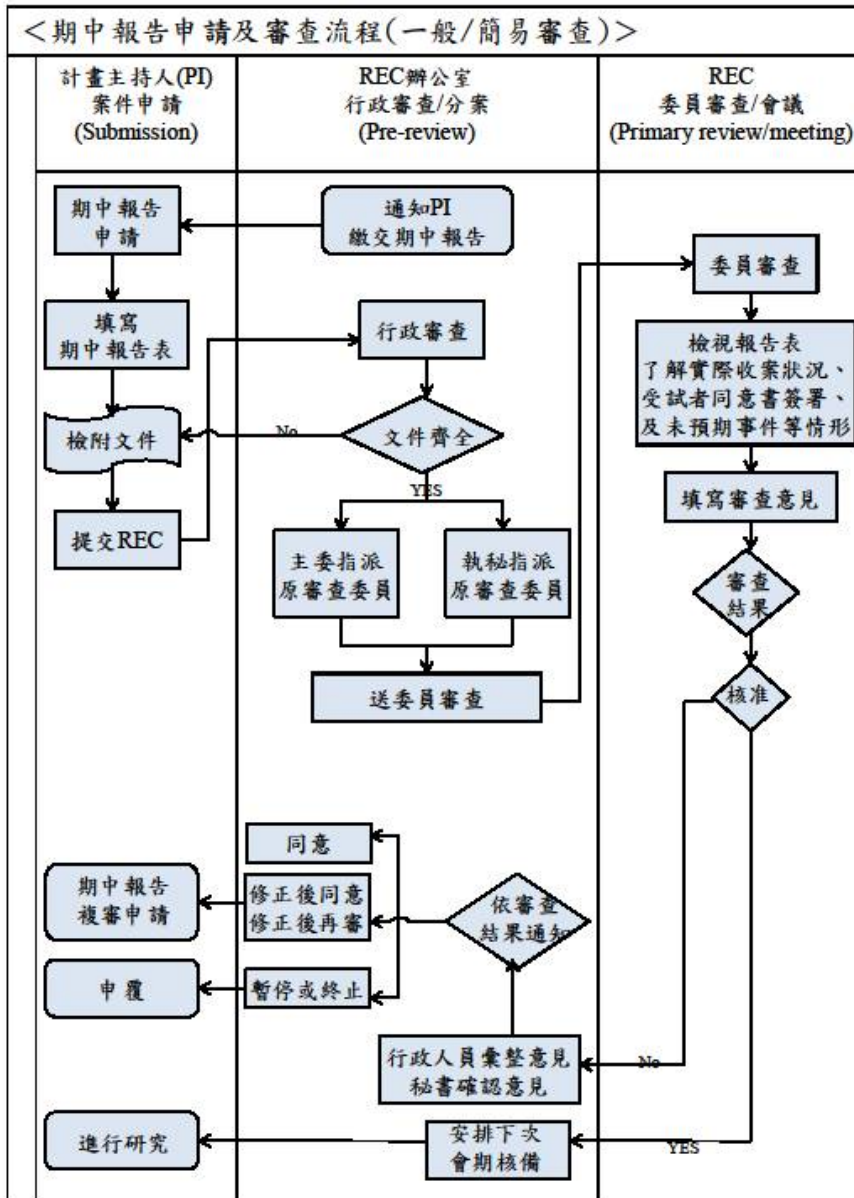 ＜期中報告申請及審查流程(一般/簡易審查)＞
計畫主持人(PI)
案件申請
(Submission)
REC辦公室
行政審查/分案
(Pre-review)
REC
委員審查/會議
(Primary review/meeting)
期中報告
申請
通知PI
繳交期中報告
委員審查
填寫
期中報告表
行政審查
檢視報告表
了解實際收案狀況、
受試者同意書簽署、
及未預期事件等情形
檢附文件
No
文件齊全
YES
填寫審查意見
提交REC
主委指派
原審查委員
執秘指派
原審查委員
審查
結果
送委員審查
核准
同意
期中報告
複審申請
修正後同意
修正後再審
依審查
結果通知
申覆
暫停或終止
行政人員彙整意見
秘書確認意見
No
進行研究
安排下次
會期核備
YES